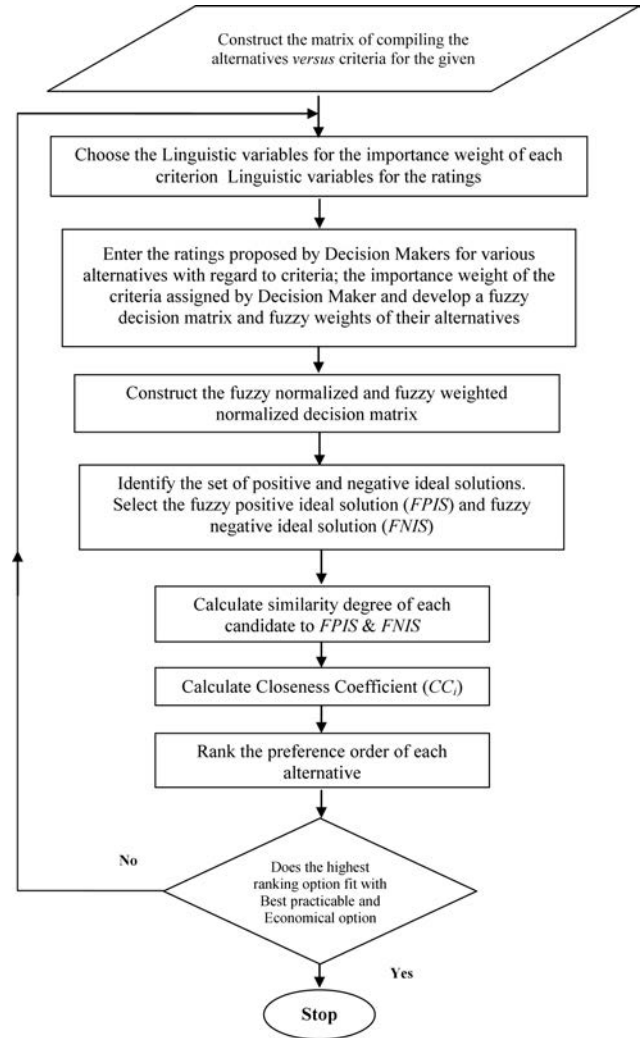 Construct the matrix of compiling the
alternatives versus criteria for the given
Choose the Linguistic variables for the importance weight of each
criterion Linguistic variables for the ratings
Enter the ratings proposed by Decision Makers for various
alternatives with regard to criteria; the importance weight of the
criteria assigned by Decision Maker and develop a fuzzy
decision matrix and fuzzy weights of their alternatives
Construct the fuzzy normalized and fuzzy weighted
normalized decision matrix
Identify the set of positive and negative ideal solutions.
Select the fuzzy positive ideal solution (FPIS) and fuzzy
negative ideal solution (FNIS)
Calculate similarity degree of each
candidate to FPIS & FNIS
Calculate Closeness Coefficient (CCi)
Rank the preference order of each
alternative
No
Does the highest
ranking option fit with
Best practicable and
Economical option
Yes
Stop